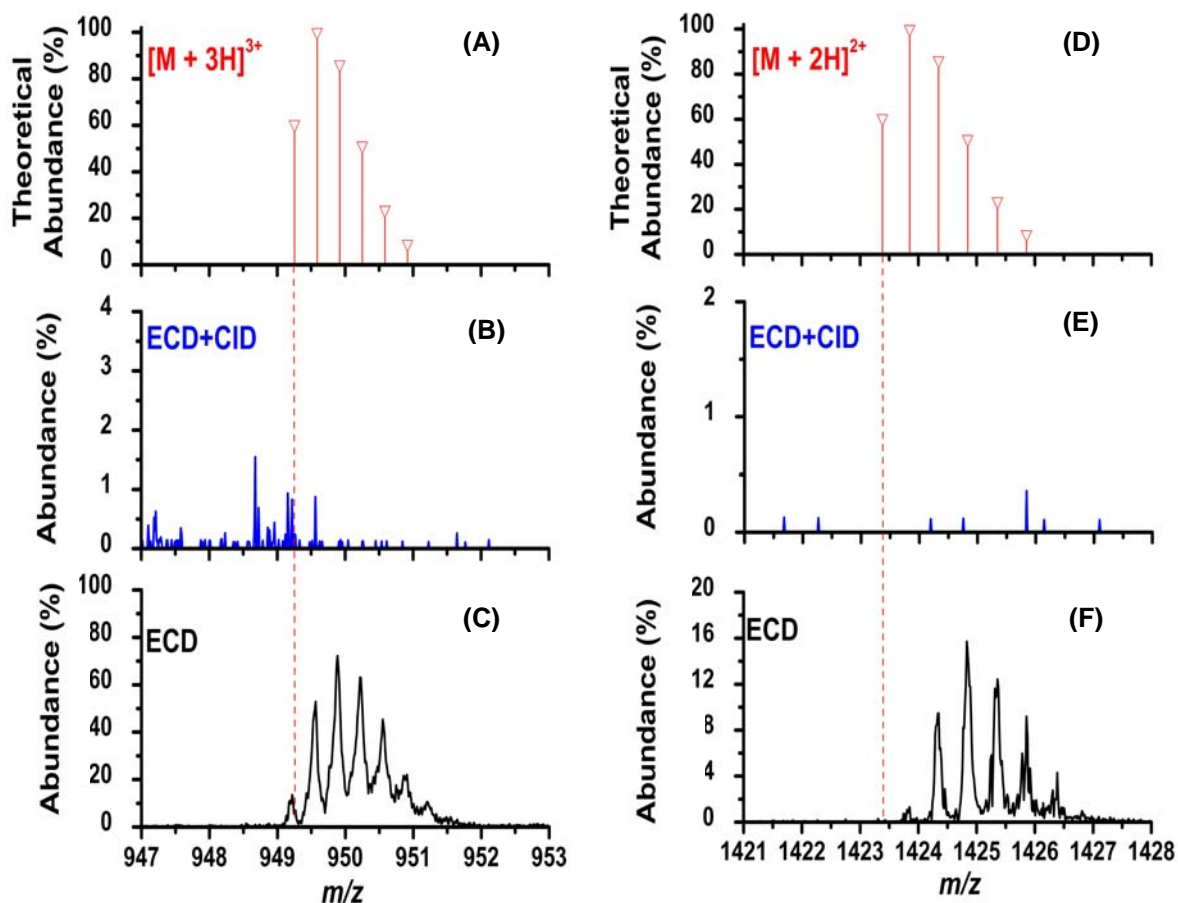 Theoretical
Abundance (%)
100
80
60
40
20
0
[M + 3H]3+
(A)
Abundance (%)
4
3
2
1
0
ECD+CID
(B)
Abundance (%)
100
80
60
40
20
0
ECD
(C)
947 948 949 950 951 952 953
m/z
Theoretical
Abundance (%)
100
80
60
40
20
0
[M + 2H]2+
(D)
Abundance (%)
2
1
0
ECD+CID
(E)
Abundance (%)
20
16
12
8
4
0
ECD
(F)
1421 1422 1423 1424 1425 1426 1427 1428
m/z